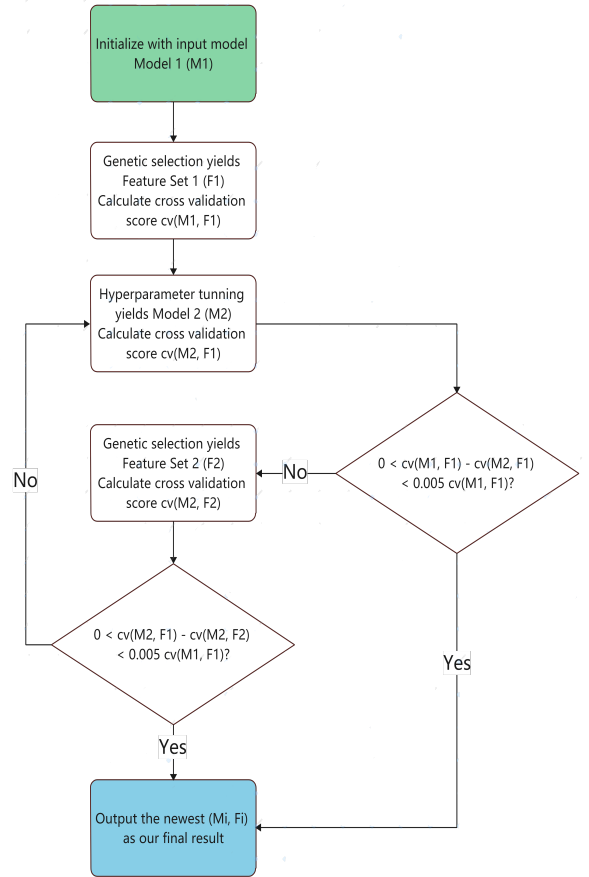 Initialize with input model
Model 1 (M1)
Genetic selection yields
Feature Set 1 (F1)
Calculate cross validation
score cv(M1, F1)
Hyperparameter tunning
yields Model 2 (M2)
Calculate cross validation
score cv(M2, F1)
0 < cv(M1, F1) - cv(M2, F1)
< 0.005 cv(M1, F1)?
No
Genetic selection yields
Feature Set 2 (F2)
Calculate cross validation
score cv(M2, F2)
No
0 < cv(M2, F1) - cv(M2, F2)
< 0.005 cv(M1, F1)?
Yes
Yes
Output the newest (Mi, Fi)
as our final result